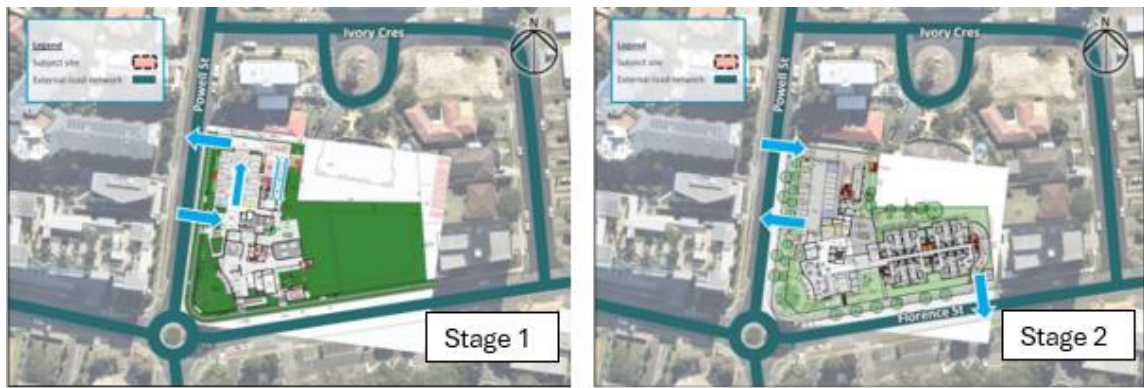 Legend
Subject site
External road network
Ivory Cres
Powell St
N
Stage 1
Legend
Subject site
External road network
Ivory Cres
Powell St
N
Florence St
Stage 2